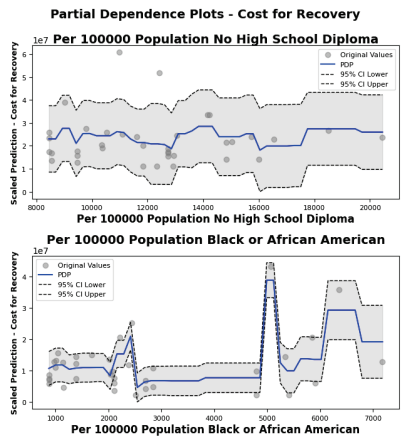 Partial Dependence Plots - Cost for Recovery
1e7 Per 100000 Population No High School Diploma
Scaled Prediction - Cost for Recovery
6
5
4
3
2
1
0
Original Values
PDP
95% CI Lower
95% CI Upper
8000 10000 12000 14000 16000 18000 20000
Per 100000 Population No High School Diploma
Per 100000 Population Black or African American
1e7
Scaled Prediction - Cost for Recovery
4
3
2
1
0
Original Values
PDP
95% CI Lower
95% CI Upper
1000 2000 3000 4000 5000 6000 7000
Per 100000 Population Black or African American